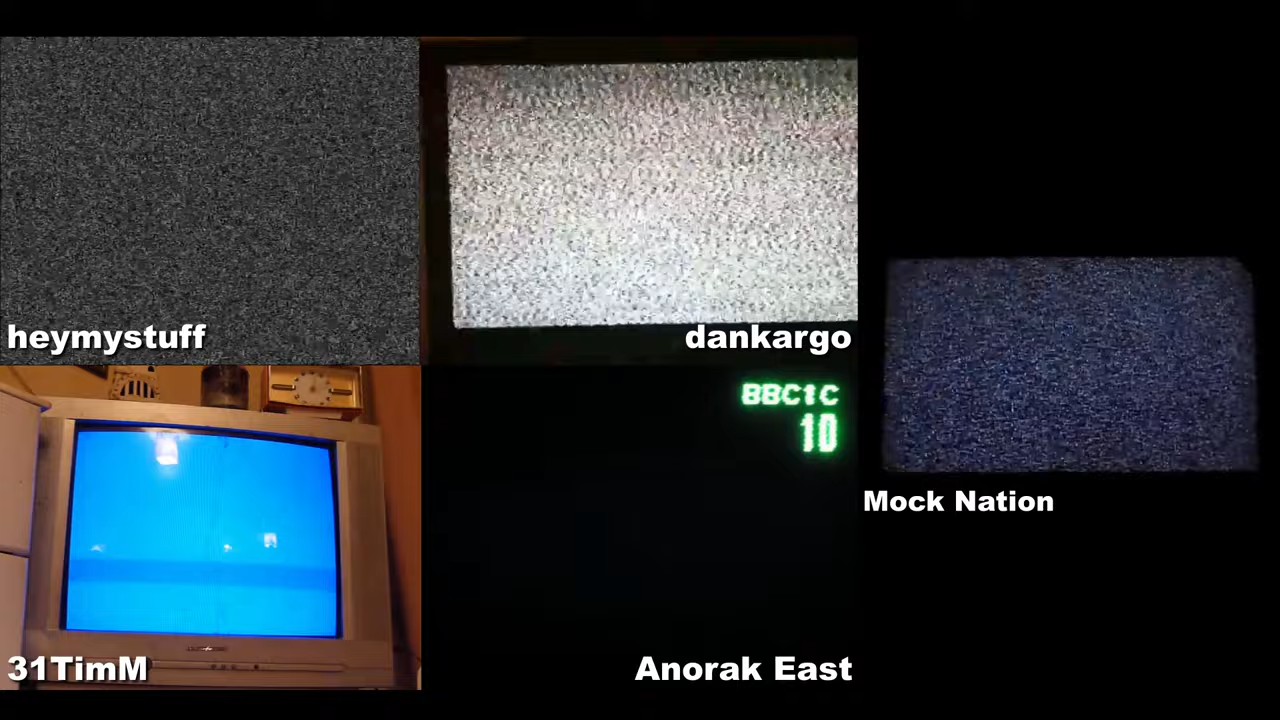 heymystuff
dankargo
BBC1C
10
Mock Nation
31TimM
Anorak East